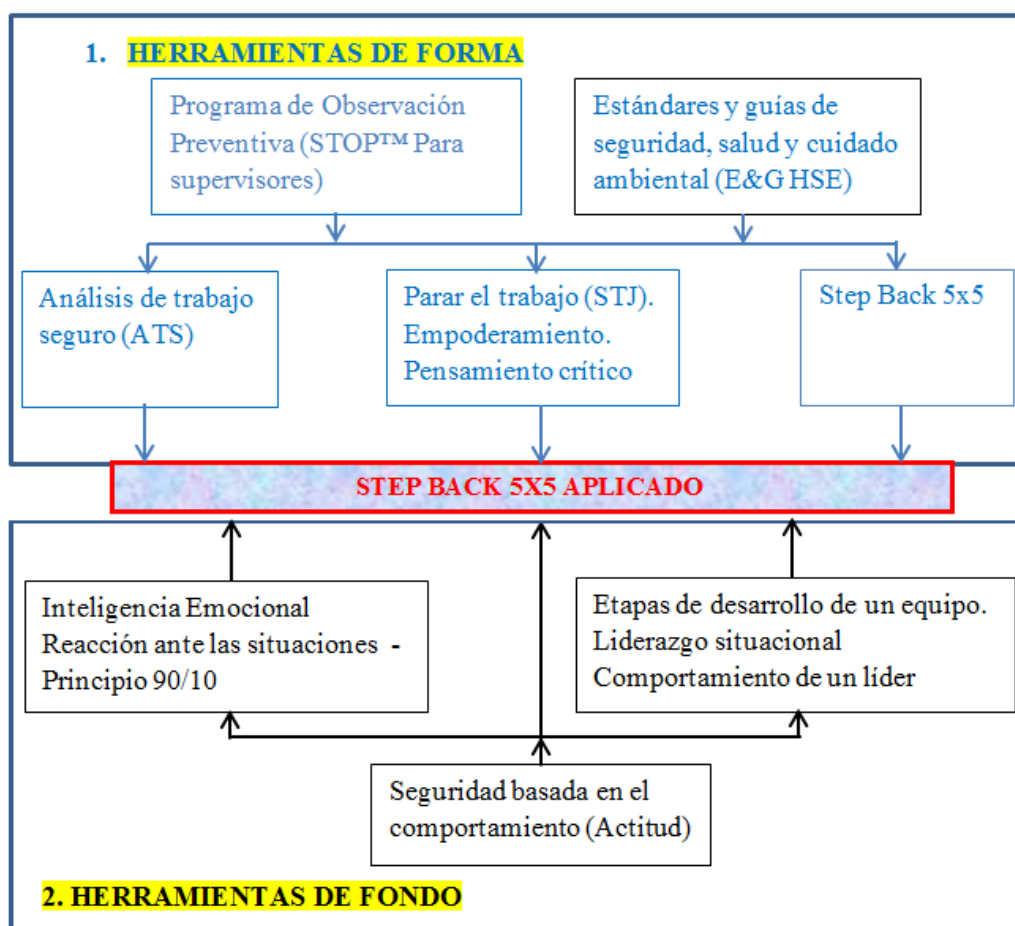 1. HERRAMIENTAS DE FORMA
Programa de Observación
Preventiva (STOP™ Para
supervisores)
Estándares y guías de
seguridad, salud y cuidado
ambiental (E&G HSE)
Análisis de trabajo
seguro (ATS)
Parar el trabajo (STJ).
Empoderamiento.
Pensamiento crítico
Step Back 5x5
STEP BACK 5X5 APLICADO
Inteligencia Emocional
Reacción ante las situaciones -
Principio 90/10
Etapas de desarrollo de un equipo.
Liderazgo situacional
Comportamiento de un líder
Seguridad basada en el
comportamiento (Actitud)
2. HERRAMIENTAS DE FONDO